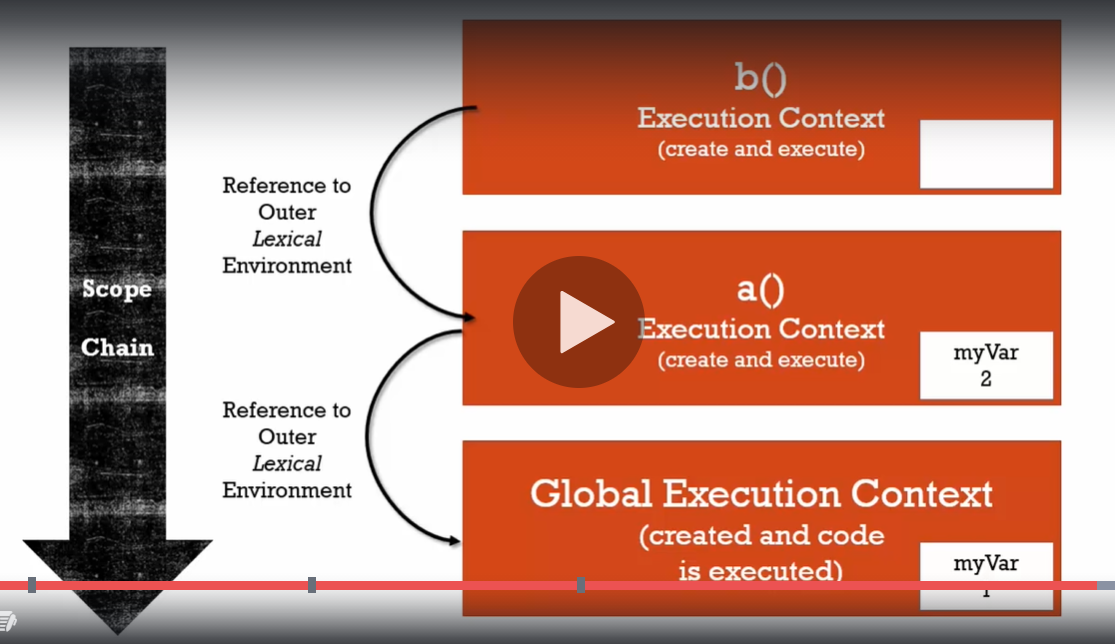 b()
Execution Context
(create and execute)
Reference to
Outer
Lexical
Environment
Scope
Chain
a()
Execution Context
(create and execute)
myVar
2
Reference to
Outer
Lexical
Environment
Global Execution Context
(created and code
is executed)
myVar
1